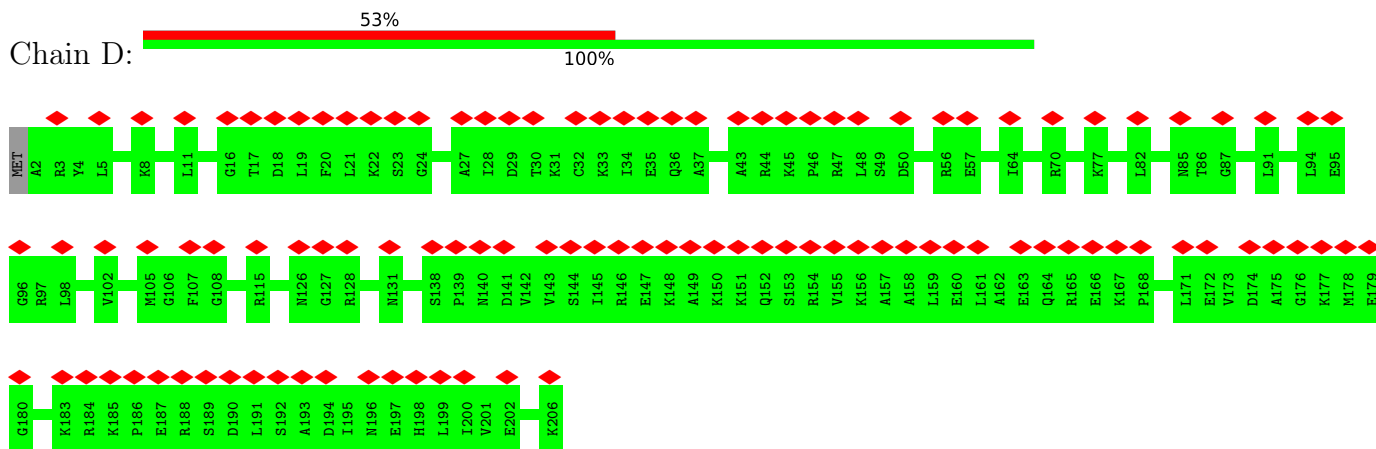 53%
Chain D:
100%
MET A2 R3 Y4 L5 K8 L11 G16 T17 D18 L19 F20 L21 K22 S23 G24 A27 I28 D29 T30 K31 C32 K33 I34 E35 Q36 A37 A43 R44 K45 P46 R47 L48 S49 D50 R56 E57 I64 R70 K77 L82 N85 T86 G87 L91 L94 E95
G96 R97 L98 V102 M105 G106 F107 G108 R115 N126 G127 R128 N131 S138 P139 N140 D141 V142 V143 S144 I145 R146 E147 K148 A149 K150 K151 Q152 S153 R154 V155 K156 A157 A158 L159 E160 L161 A162 E163 Q164 R165 E166 K167 P168 L171 E172 V173 D174 A175 G176 K177 M178 E179
G180 K183 R184 K185 P186 E187 R188 S189 D190 L191 S192 A193 D194 I195 N196 E197 H198 L199 I200 V201 E202 K206